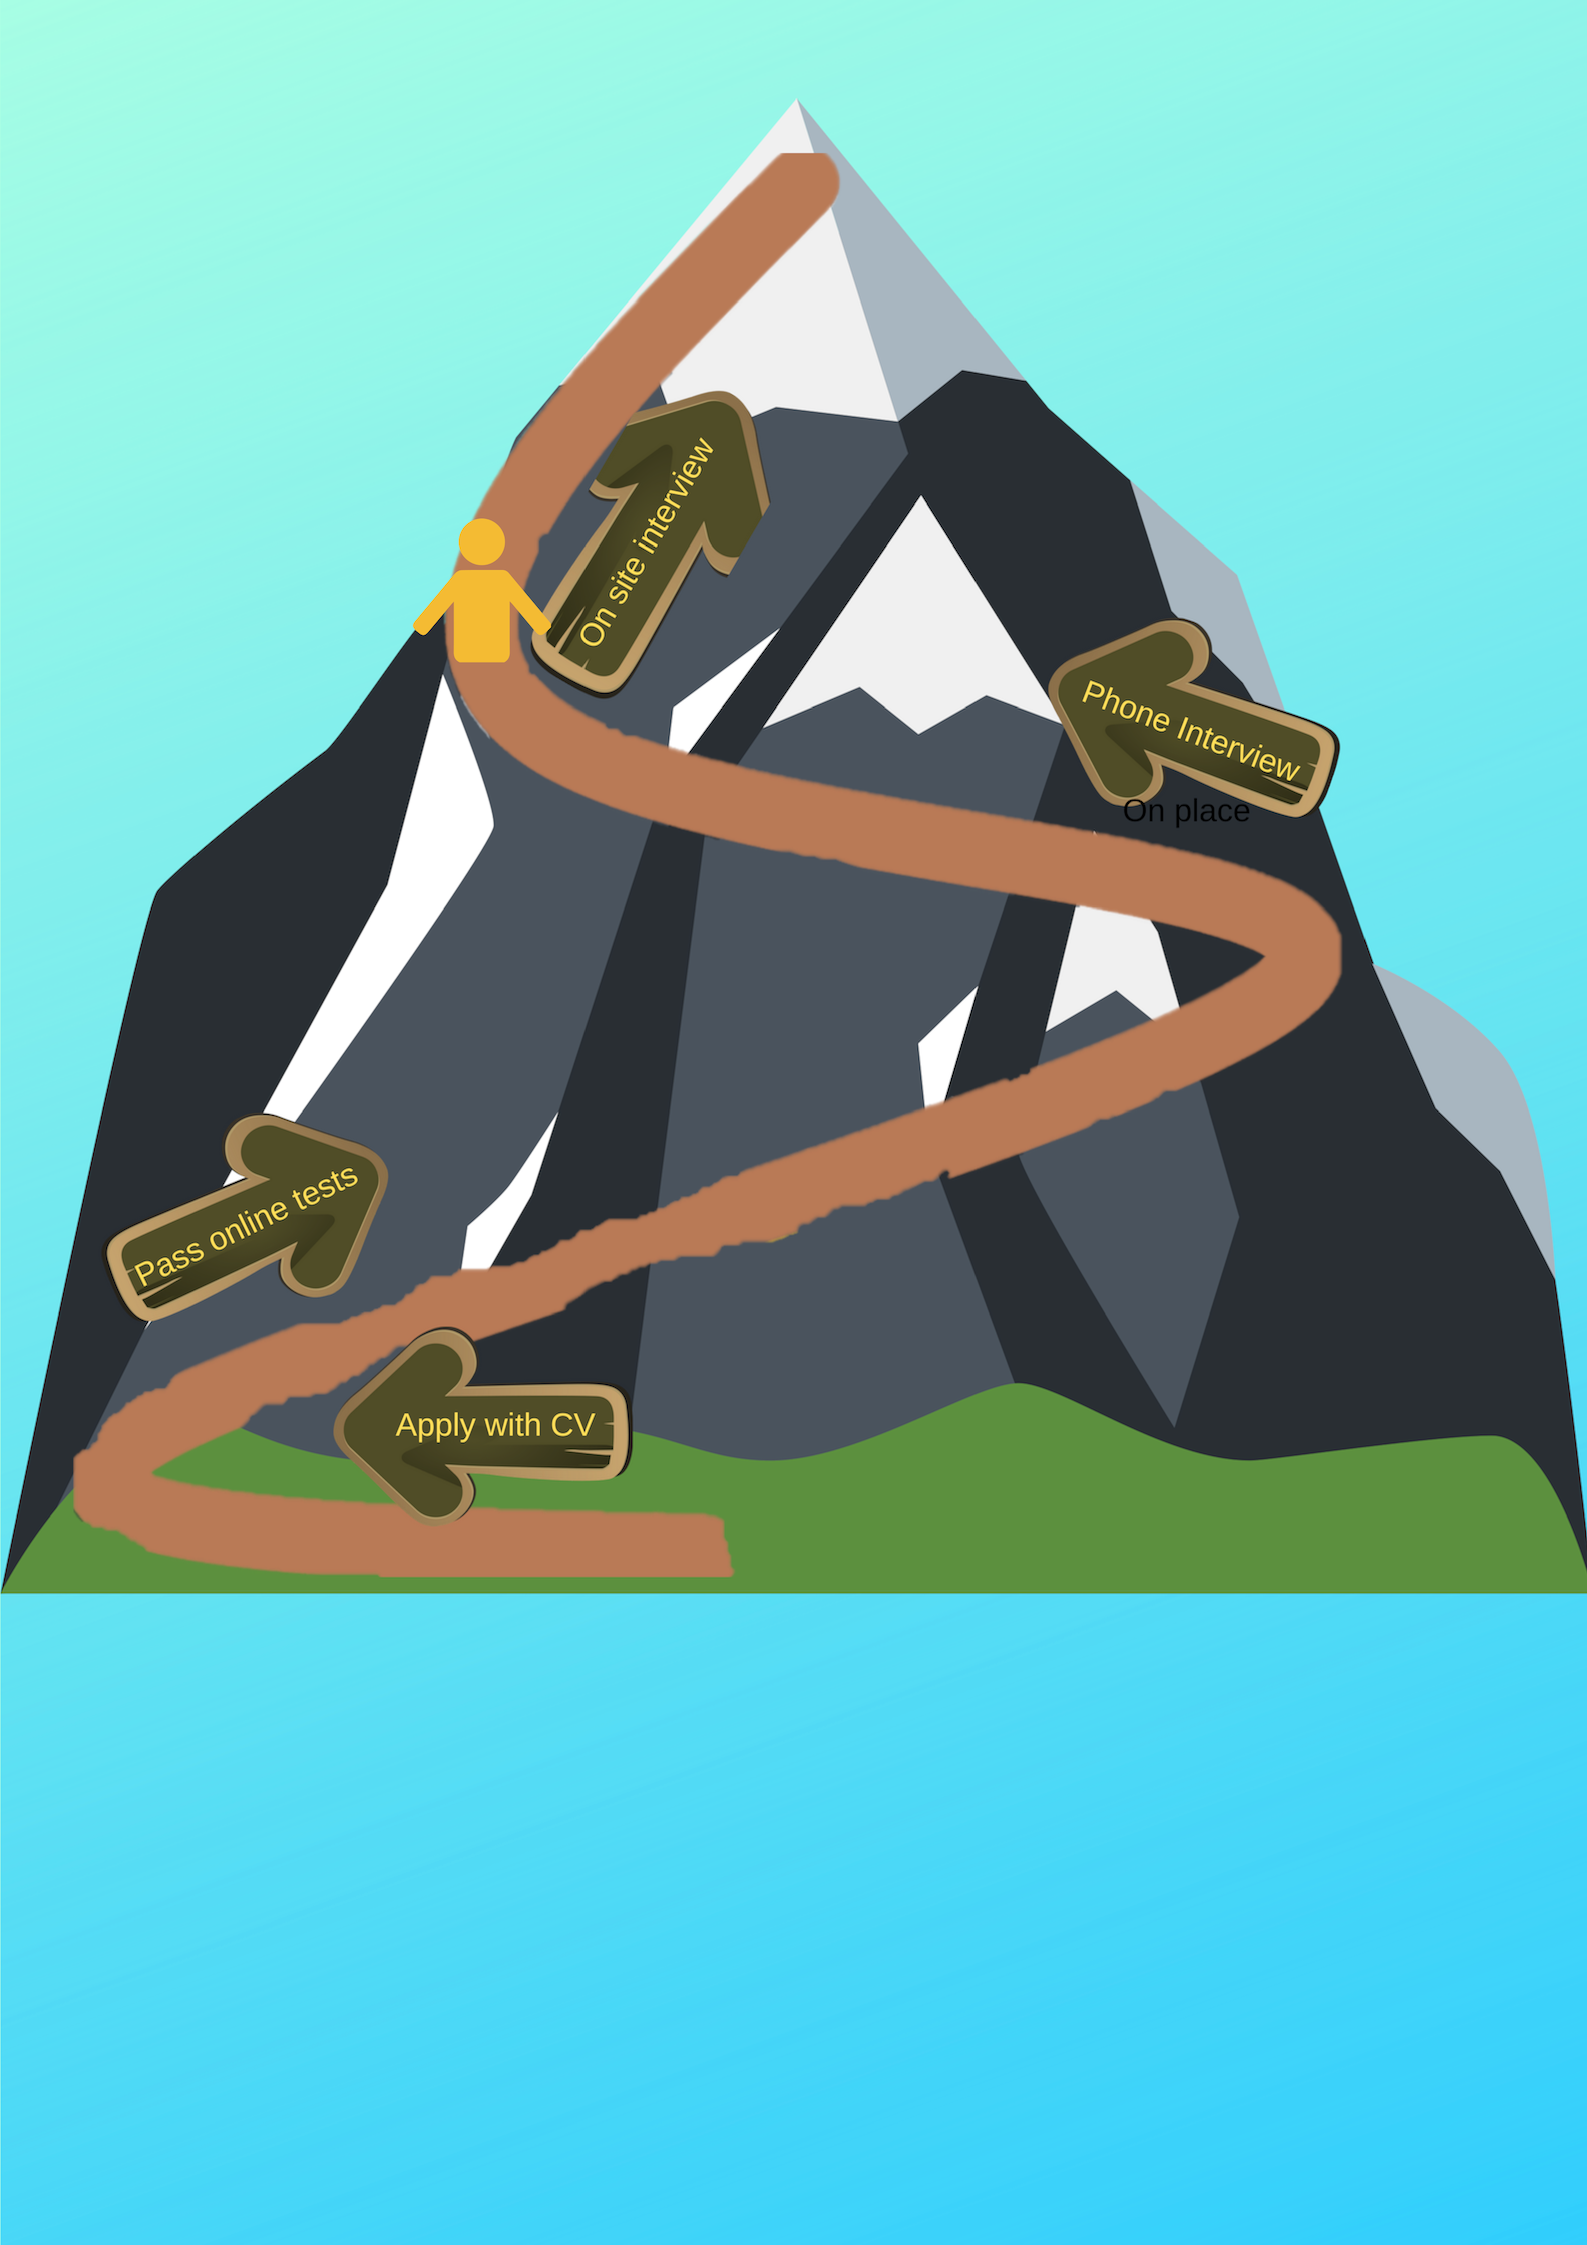 On site interview
Phone Interview
On place
Pass online tests
Apply with CV